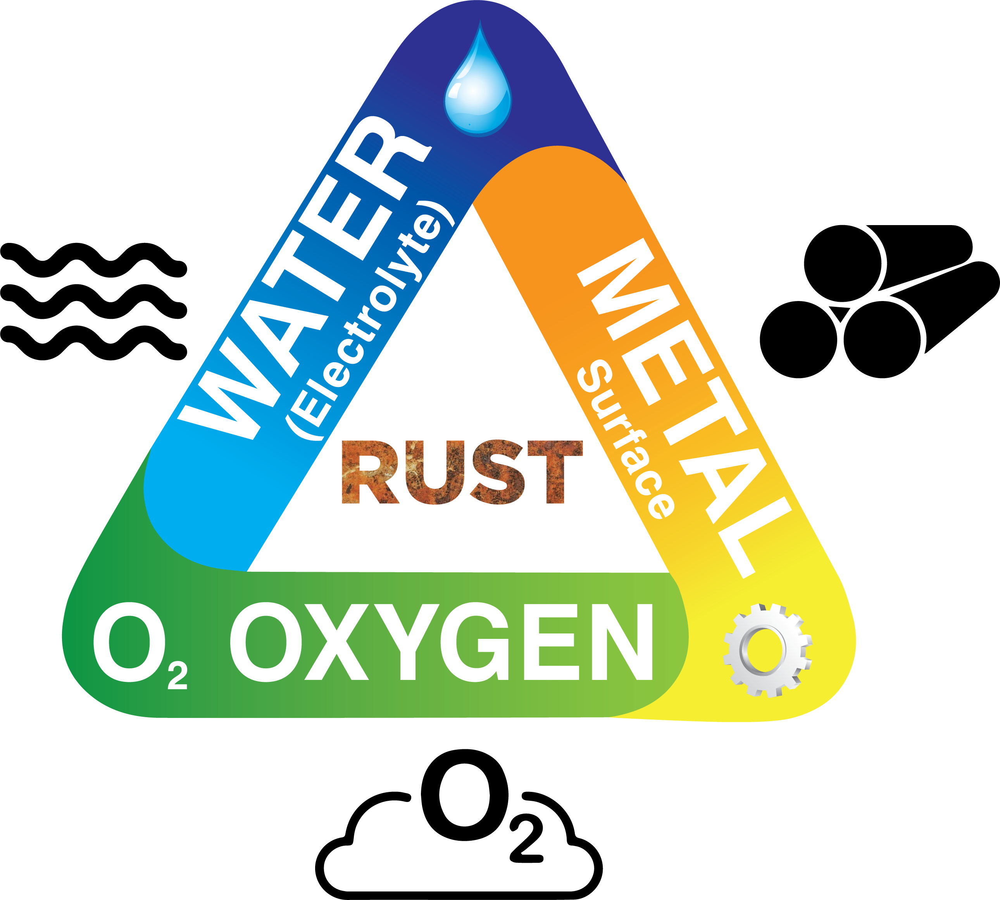 WATER
(Electrolyte)
METAL
Surface
RUST
O₂ OXYGEN
O₂